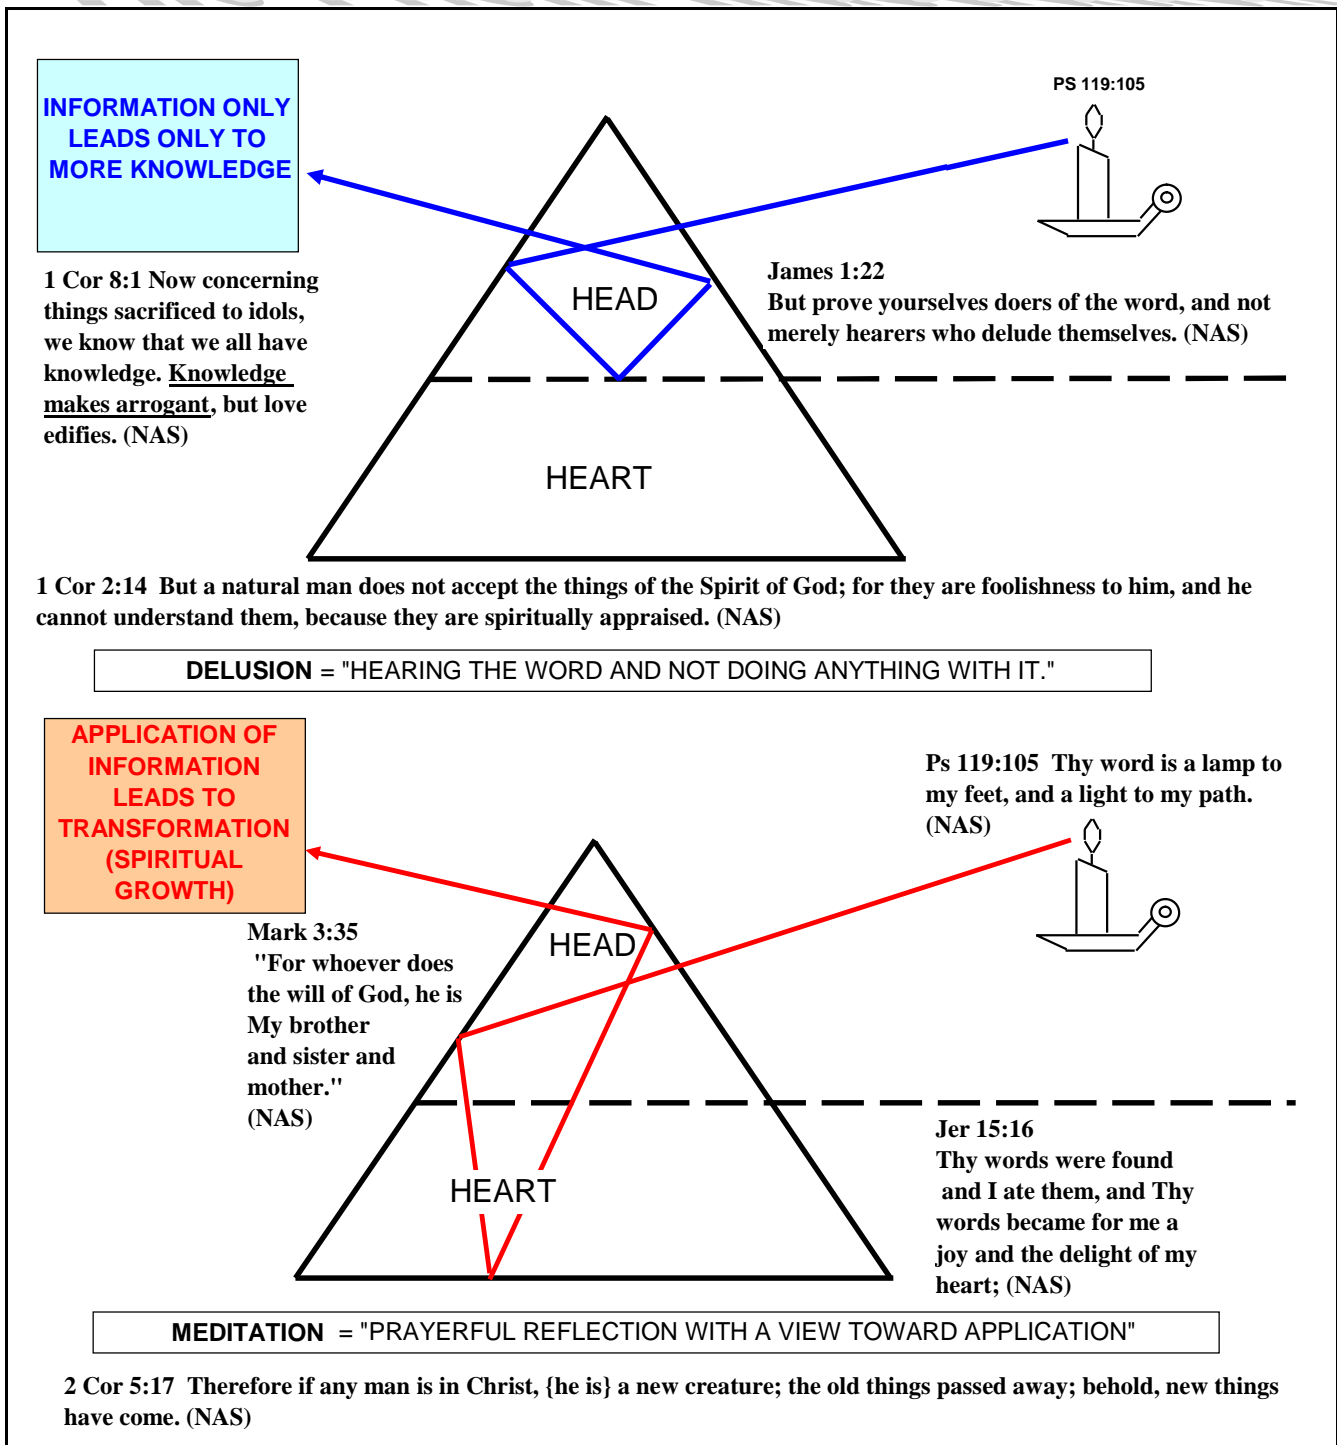 INFORMATION ONLY
LEADS ONLY TO
MORE KNOWLEDGE
PS 119:105
1 Cor 8:1 Now concerning
things sacrificed to idols,
we know that we all have
knowledge. Knowledge
makes arrogant, but love
edifies. (NAS)
HEAD
James 1:22
But prove yourselves doers of the word, and not
merely hearers who delude themselves. (NAS)
HEART
1 Cor 2:14 But a natural man does not accept the things of the Spirit of God; for they are foolishness to him, and he
cannot understand them, because they are spiritually appraised. (NAS)
DELUSION = "HEARING THE WORD AND NOT DOING ANYTHING WITH IT."
APPLICATION OF
INFORMATION
LEADS TO
TRANSFORMATION
(SPIRITUAL
GROWTH)
Ps 119:105 Thy word is a lamp to
my feet, and a light to my path.
(NAS)
Mark 3:35
"For whoever does
the will of God, he is
My brother
and sister and
mother."
(NAS)
HEAD
HEART
Jer 15:16
Thy words were found
and I ate them, and Thy
words became for me a
joy and the delight of my
heart; (NAS)
MEDITATION = "PRAYERFUL REFLECTION WITH A VIEW TOWARD APPLICATION"
2 Cor 5:17 Therefore if any man is in Christ, {he is} a new creature; the old things passed away; behold, new things
have come. (NAS)